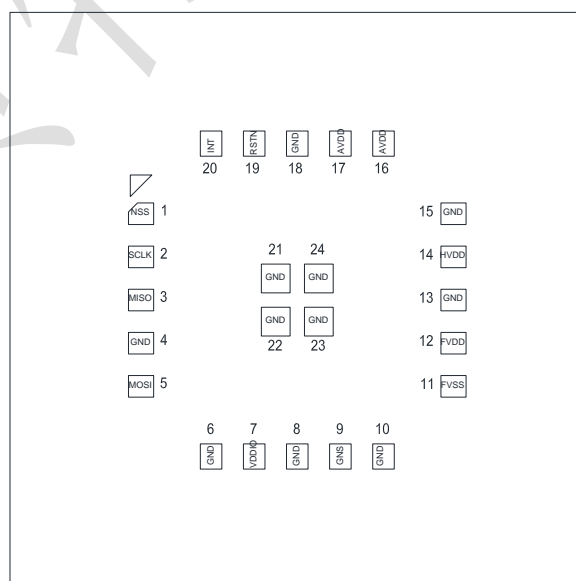 INT RSTN GND AVDD AVDD
20 19 18 17 16
NSS 1 15 GND
SCLK 2 21 24 14 HVDD
GND GND
MISO 3 13 GND
GND GND
GND 4 22 23 12 FVDD
MOSI 5 11 FVSS
6 7 8 9 10
GND VDDIO GND GNS GND